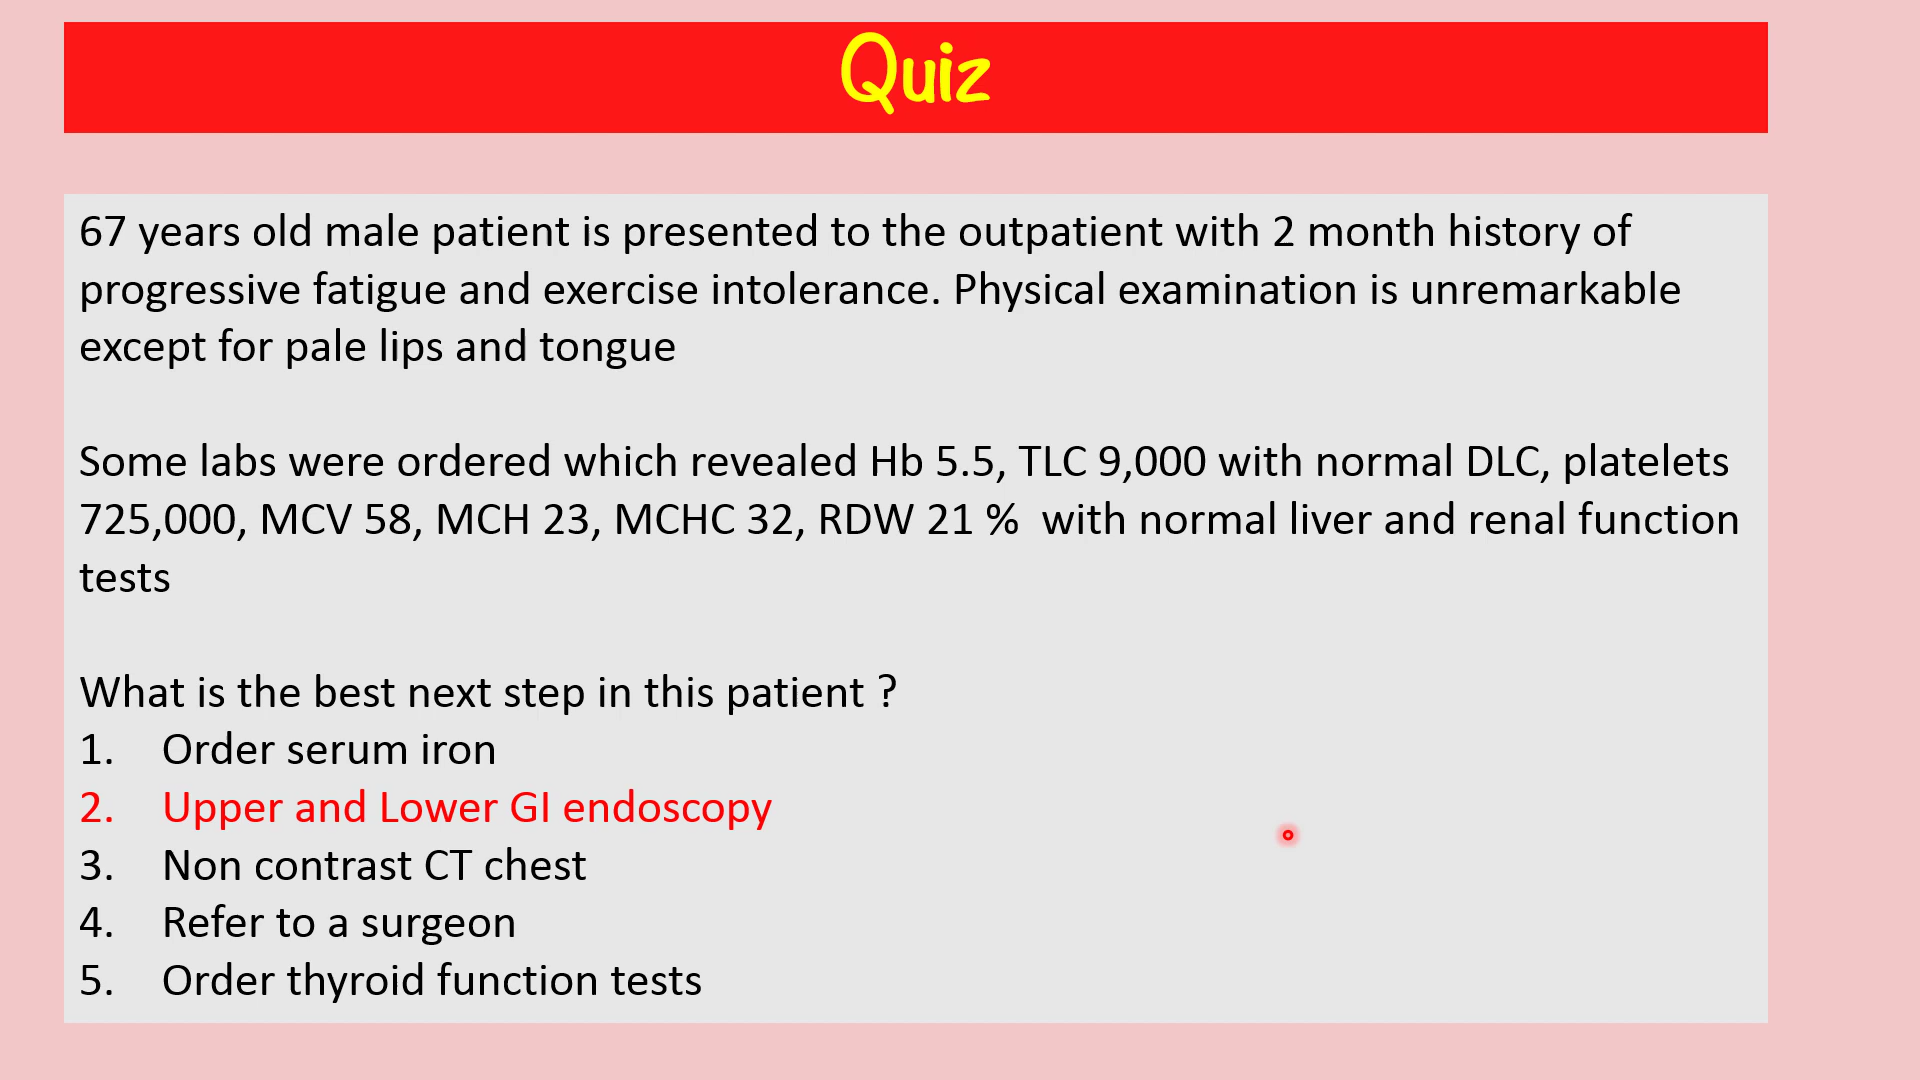 Quiz
67 years old male patient is presented to the outpatient with 2 month history of
progressive fatigue and exercise intolerance. Physical examination is unremarkable
except for pale lips and tongue
Some labs were ordered which revealed Hb 5.5, TLC 9,000 with normal DLC, platelets
725,000, MCV 58, MCH 23, MCHC 32, RDW 21 % with normal liver and renal function
tests
What is the best next step in this patient ?
1. Order serum iron
2. Upper and Lower GI endoscopy
3. Non contrast CT chest
4. Refer to a surgeon
5. Order thyroid function tests